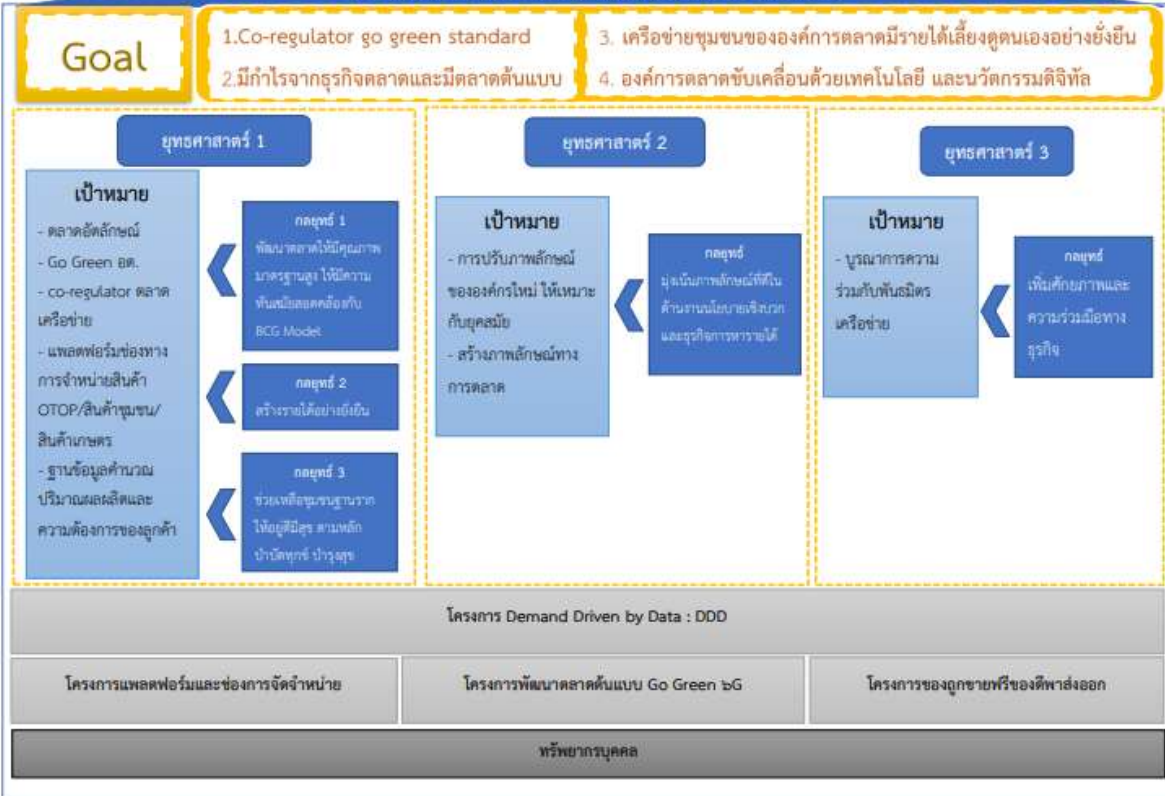 Goal
1.Co-regulator go green standard
2.มีกำไรจากธุรกิจตลาดและมีตลาดต้นแบบ
3. เครือข่ายชุมชนขององค์การตลาดมีรายได้เลี้ยงดูตนเองอย่างยั่งยืน
4. องค์การตลาดขับเคลื่อนด้วยเทคโนโลยี และนวัตกรรมดิจิทัล
ยุทธศาสตร์ 1
เป้าหมาย
- ตลาดอัตลักษณ์
- Go Green อต.
- co-regulator ตลาด
เครือข่าย
- แพลตฟอร์มช่องทาง
การจำหน่ายสินค้า
OTOP/สินค้าชุมชน/
สินค้าเกษตร
- ฐานข้อมูลคำนวณ
ปริมาณผลผลิตและ
ความต้องการของลูกค้า
กลยุทธ์ 1
พัฒนาตลาดให้มีคุณภาพ
มาตรฐานสูง ให้มีความ
ทันสมัยสอดคล้องกับ
BCG Model
กลยุทธ์ 2
สร้างรายได้อย่างยั่งยืน
กลยุทธ์ 3
ช่วยเหลือชุมชนฐานราก
ให้อยู่ดีมีสุข ตามหลัก
บำบัดทุกข์ บำรุงสุข
ยุทธศาสตร์ 2
เป้าหมาย
- การปรับภาพลักษณ์
ขององค์กรใหม่ ให้เหมาะ
กับยุคสมัย
- สร้างภาพลักษณ์ทาง
การตลาด
กลยุทธ์
มุ่งเน้นภาพลักษณ์ที่ดีใน
ด้านงานนโยบายเชิงบวก
และธุรกิจการหารายได้
ยุทธศาสตร์ 3
เป้าหมาย
- บูรณาการความ
ร่วมกับพันธมิตร
เครือข่าย
กลยุทธ์
เพิ่มศักยภาพและ
ความร่วมมือทาง
ธุรกิจ
โครงการ Demand Driven by Data : DDD
โครงการแพลตฟอร์มและช่องการจัดจำหน่าย
โครงการพัฒนาตลาดต้นแบบ Go Green ๖G
โครงการของถูกขายฟรีของดีพาส่งออก
ทรัพยากรบุคคล